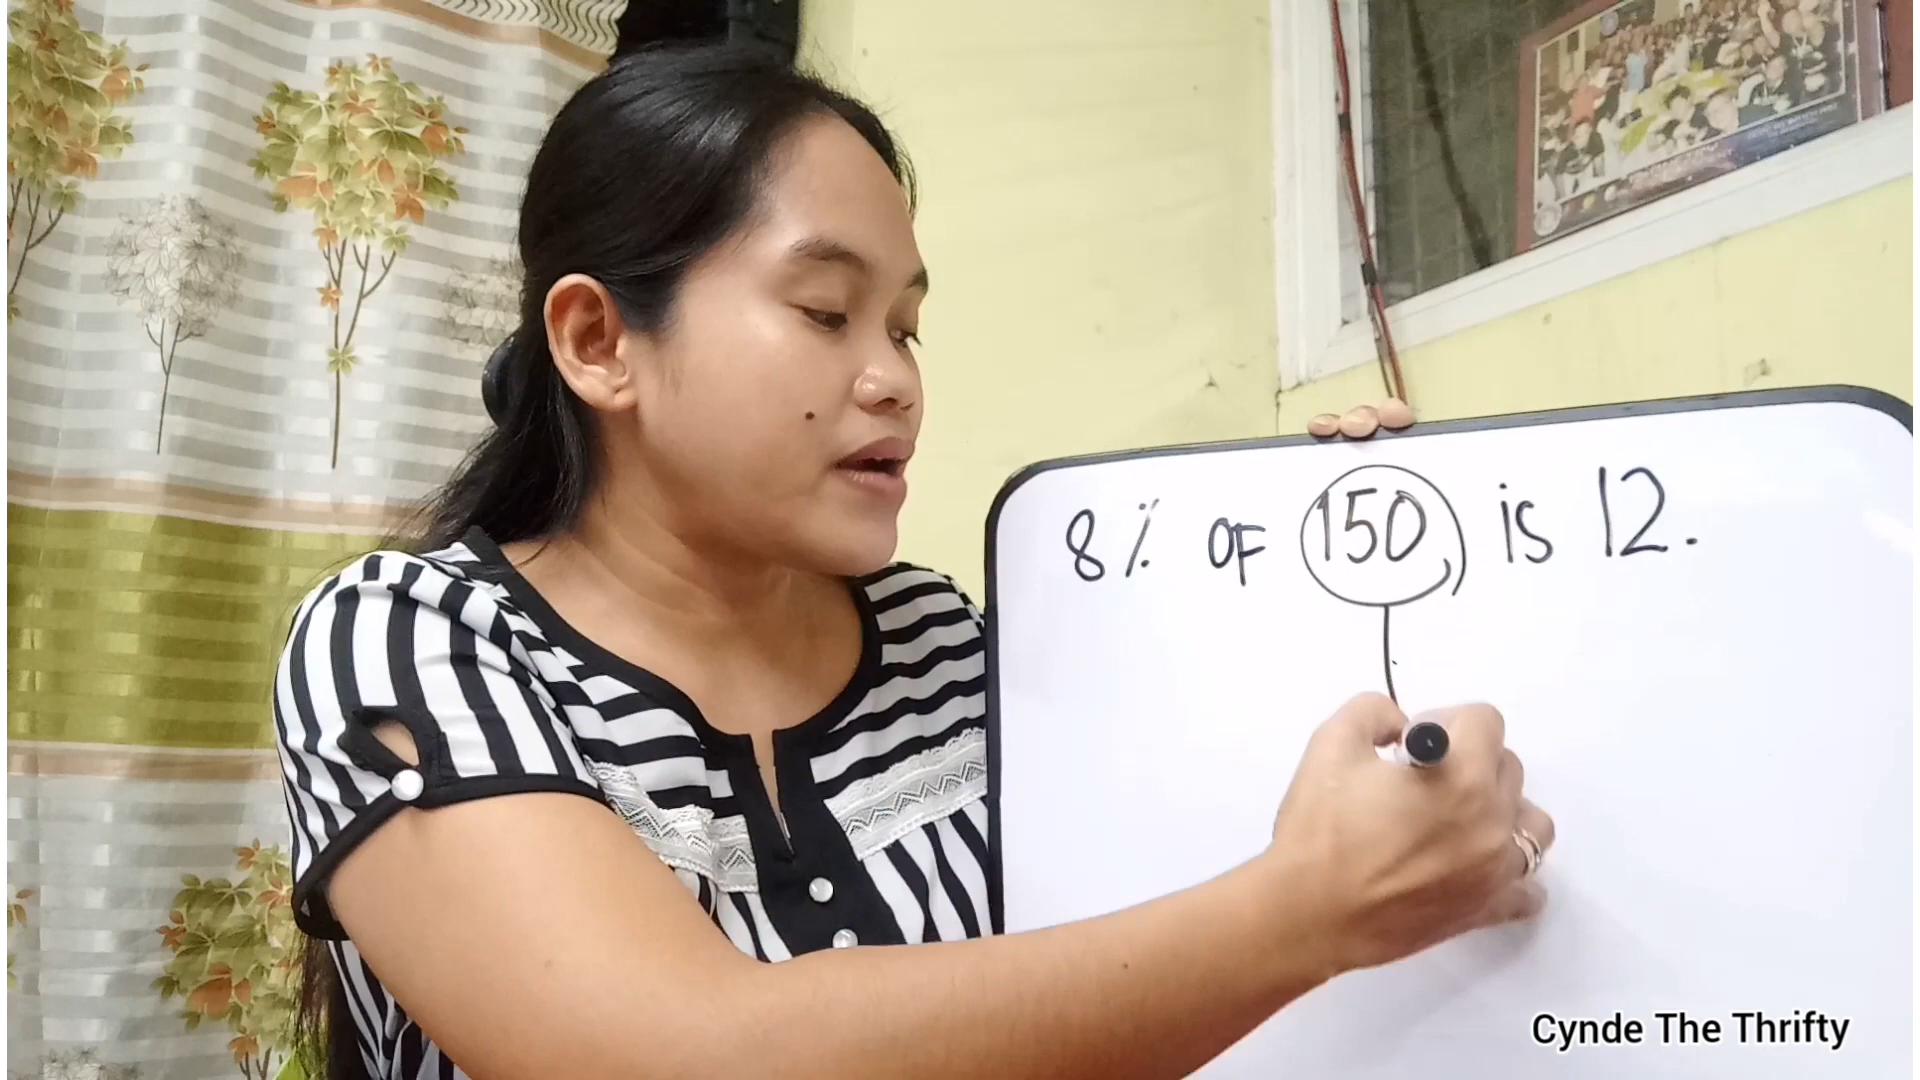 8% OF 150 is 12.
Cynde The Thrifty